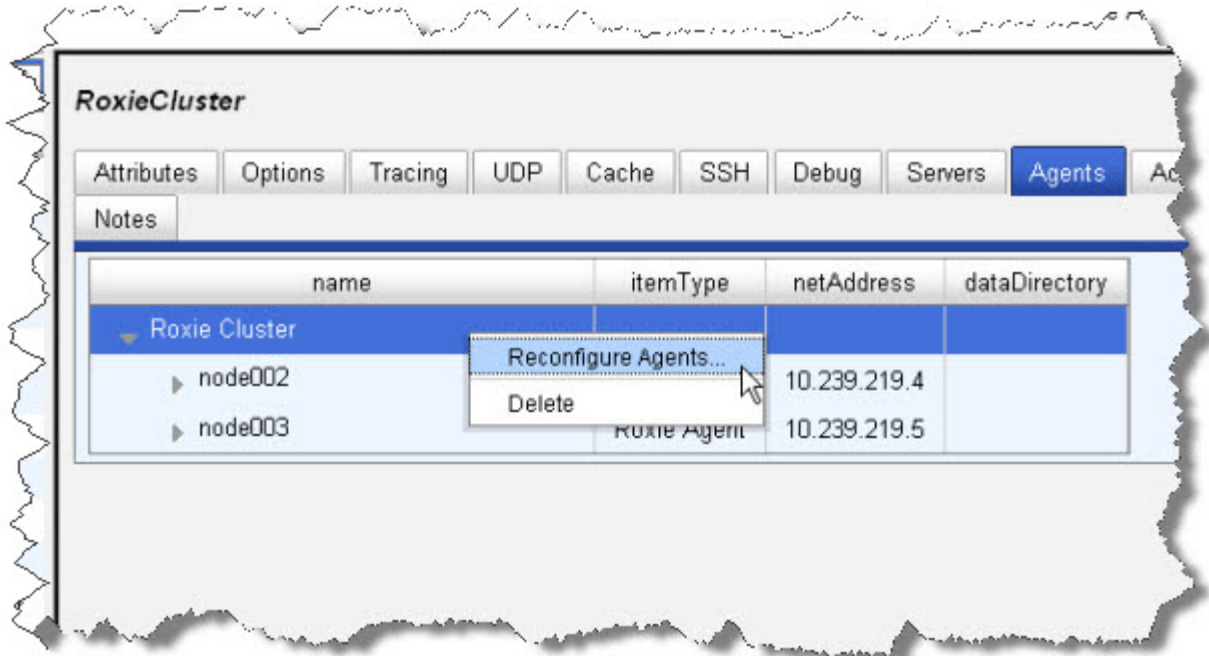 RoxieCluster
Attributes Options Tracing UDP Cache SSH Debug Servers Agents
Notes
name itemType netAddress dataDirectory
Roxie Cluster
Reconfigure Agents...
node002 10.239.219.4
Delete
node003 Roxie Agent 10.239.219.5